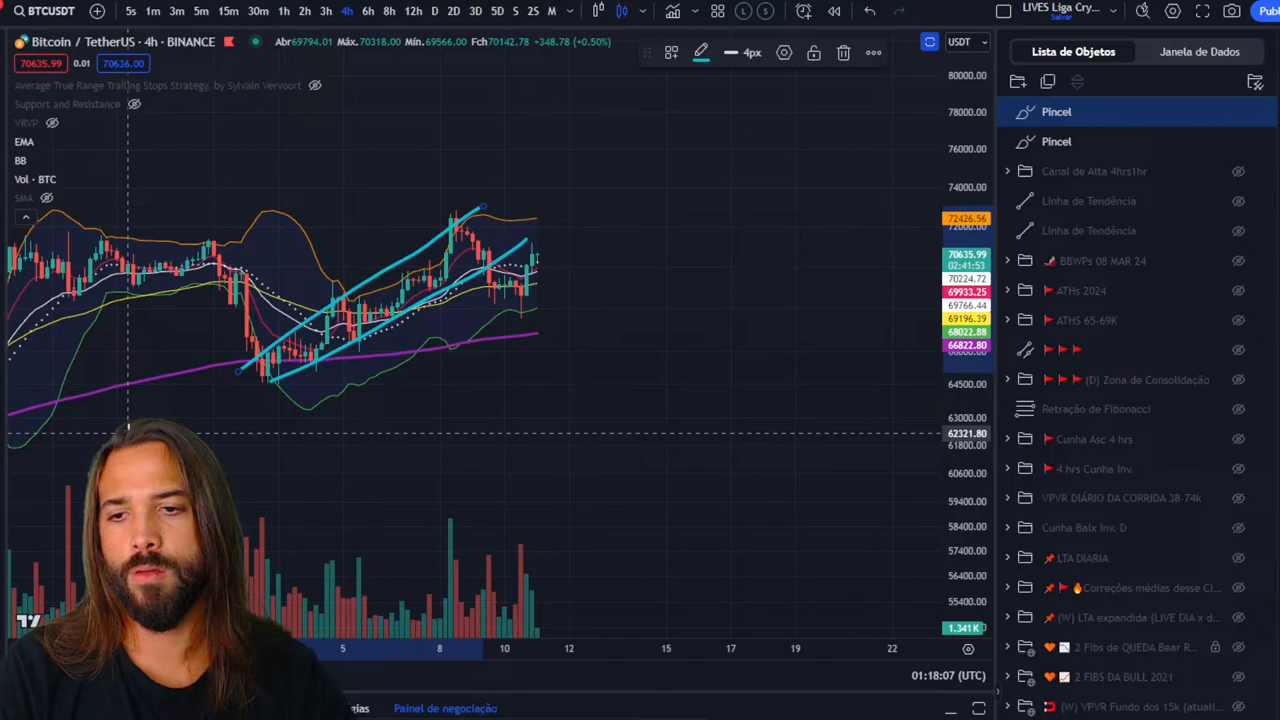 BTCUSDT 5s 1m 3m 5m 15m 30m 1h 2h 3h 4h 6h 8h 12h D 2D 3D 5D S 2S M L S LIVES Liga Cry...
Salvar
Publ
Bitcoin / TetherUS · 4h · BINANCE Abr69794.01 Máx.70318.00 Mín.69566.00 Fch70142.78 +348.78 (+0.50%)
70635.99 0.01 70636.00
Average True Range Trailing Stops Strategy, by Sylvain Vervoort
Support and Resistance
VRVP
EMA
BB
Vol · BTC
SMA
4px
USDT
80000.00
78000.00
76000.00
74000.00
72426.56
72000.00
70635.99
02:41:53
70224.72
69933.25
69766.44
69196.39
68022.88
66822.80
66000.00
64500.00
63000.00
62321.80
61800.00
60600.00
59400.00
58400.00
57400.00
56400.00
55400.00
1.341K
5 8 10 12 15 17 19 22
01:18:07 (UTC)
gias Painel de negociação
Lista de Objetos Janela de Dados
Pincel
Pincel
Canal de Alta 4hrs1hr
Linha de Tendência
Linha de Tendência
BBWPs 08 MAR 24
ATHs 2024
ATHS 65-69K
(D) Zona de Consolidação
Retração de Fibonacci
Cunha Asc 4 hrs
4 hrs Cunha Inv.
VPVR DIÁRIO DA CORRIDA 38-74k
Cunha Baix Inv. D
LTA DIARIA
Correções médias desse Cl...
(W) LTA expandida (LIVE DIA x d...
2 Fibs de QUEDA Bear R...
2 FIBS DA BULL 2021
(W) VPVR Fundo dos 15k (atuali...